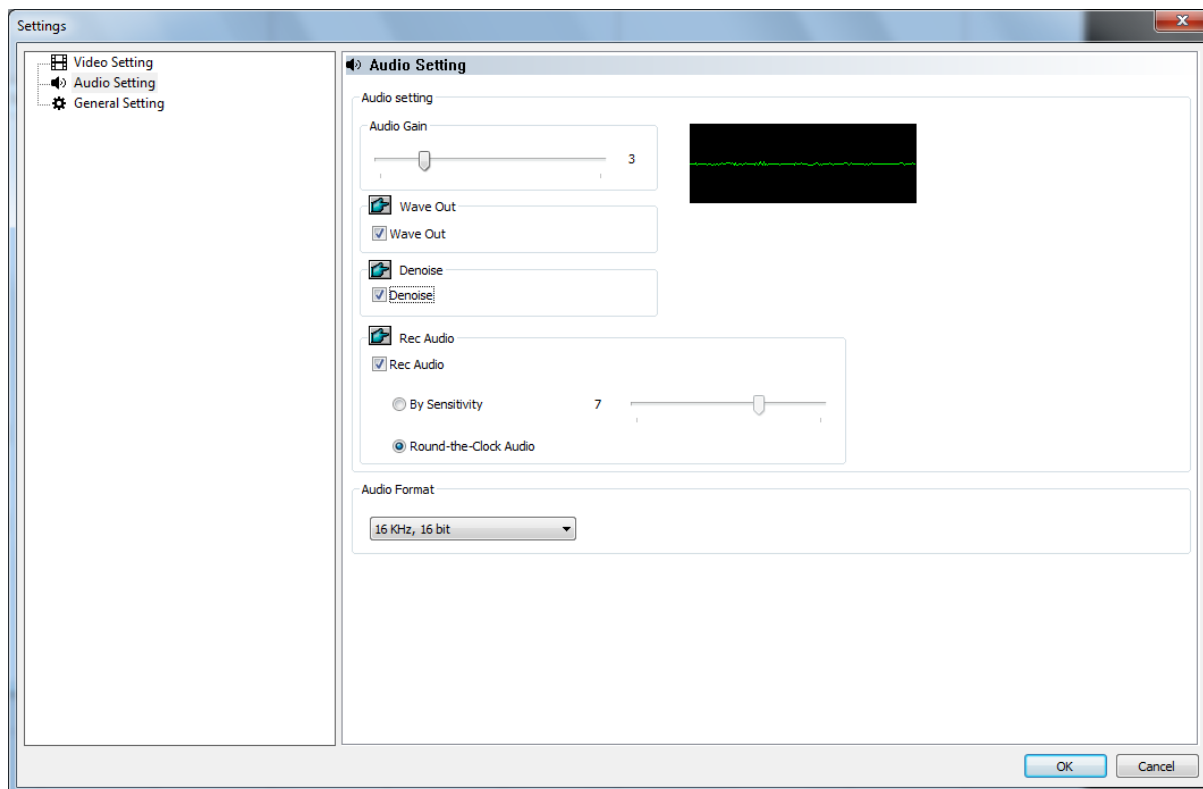 Settings
Video Setting
Audio Setting
General Setting
Audio Setting
Audio setting
Audio Gain
3
Wave Out
Wave Out
Denoise
Denoise
Rec Audio
Rec Audio
By Sensitivity 7
Round-the-Clock Audio
Audio Format
16 KHz, 16 bit
OK Cancel